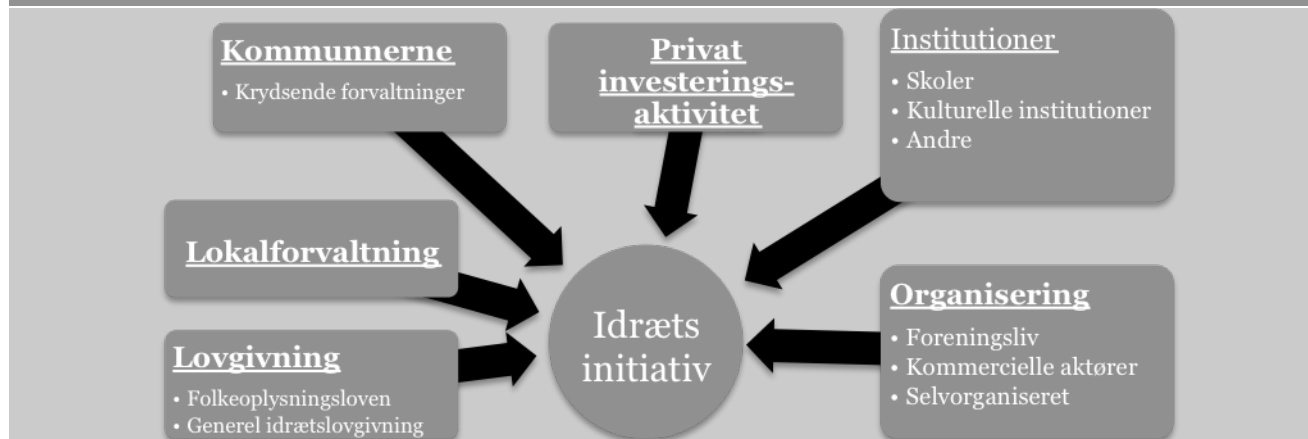 Kommunnerne
• Krydsende forvaltninger
Privat
investerings-
aktivitet
Institutioner
• Skoler
• Kulturelle institutioner
• Andre
Lokalforvaltning
Lovgivning
• Folkeoplysningsloven
• Generel idrætslovgivning
Idræts
initiativ
Organisering
• Foreningsliv
• Kommercielle aktører
• Selvorganiseret